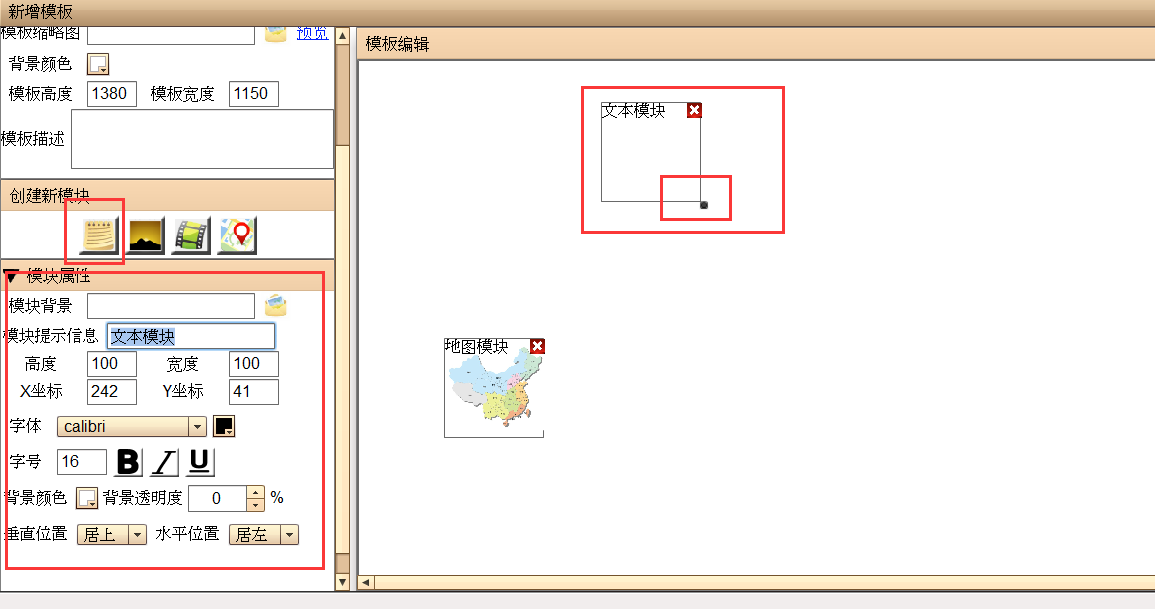 新增模板
模板缩略图 预览
背景颜色
模板高度 1380 模板宽度 1150
模板描述
创建新模块
▼ 模块属性
模块背景
模块提示信息 文本模块
高度 100 宽度 100
X坐标 242 Y坐标 41
字体 calibri
字号 16 B I U
背景颜色 背景透明度 0 %
垂直位置 居上 水平位置 居左
模板编辑
文本模块
地图模块